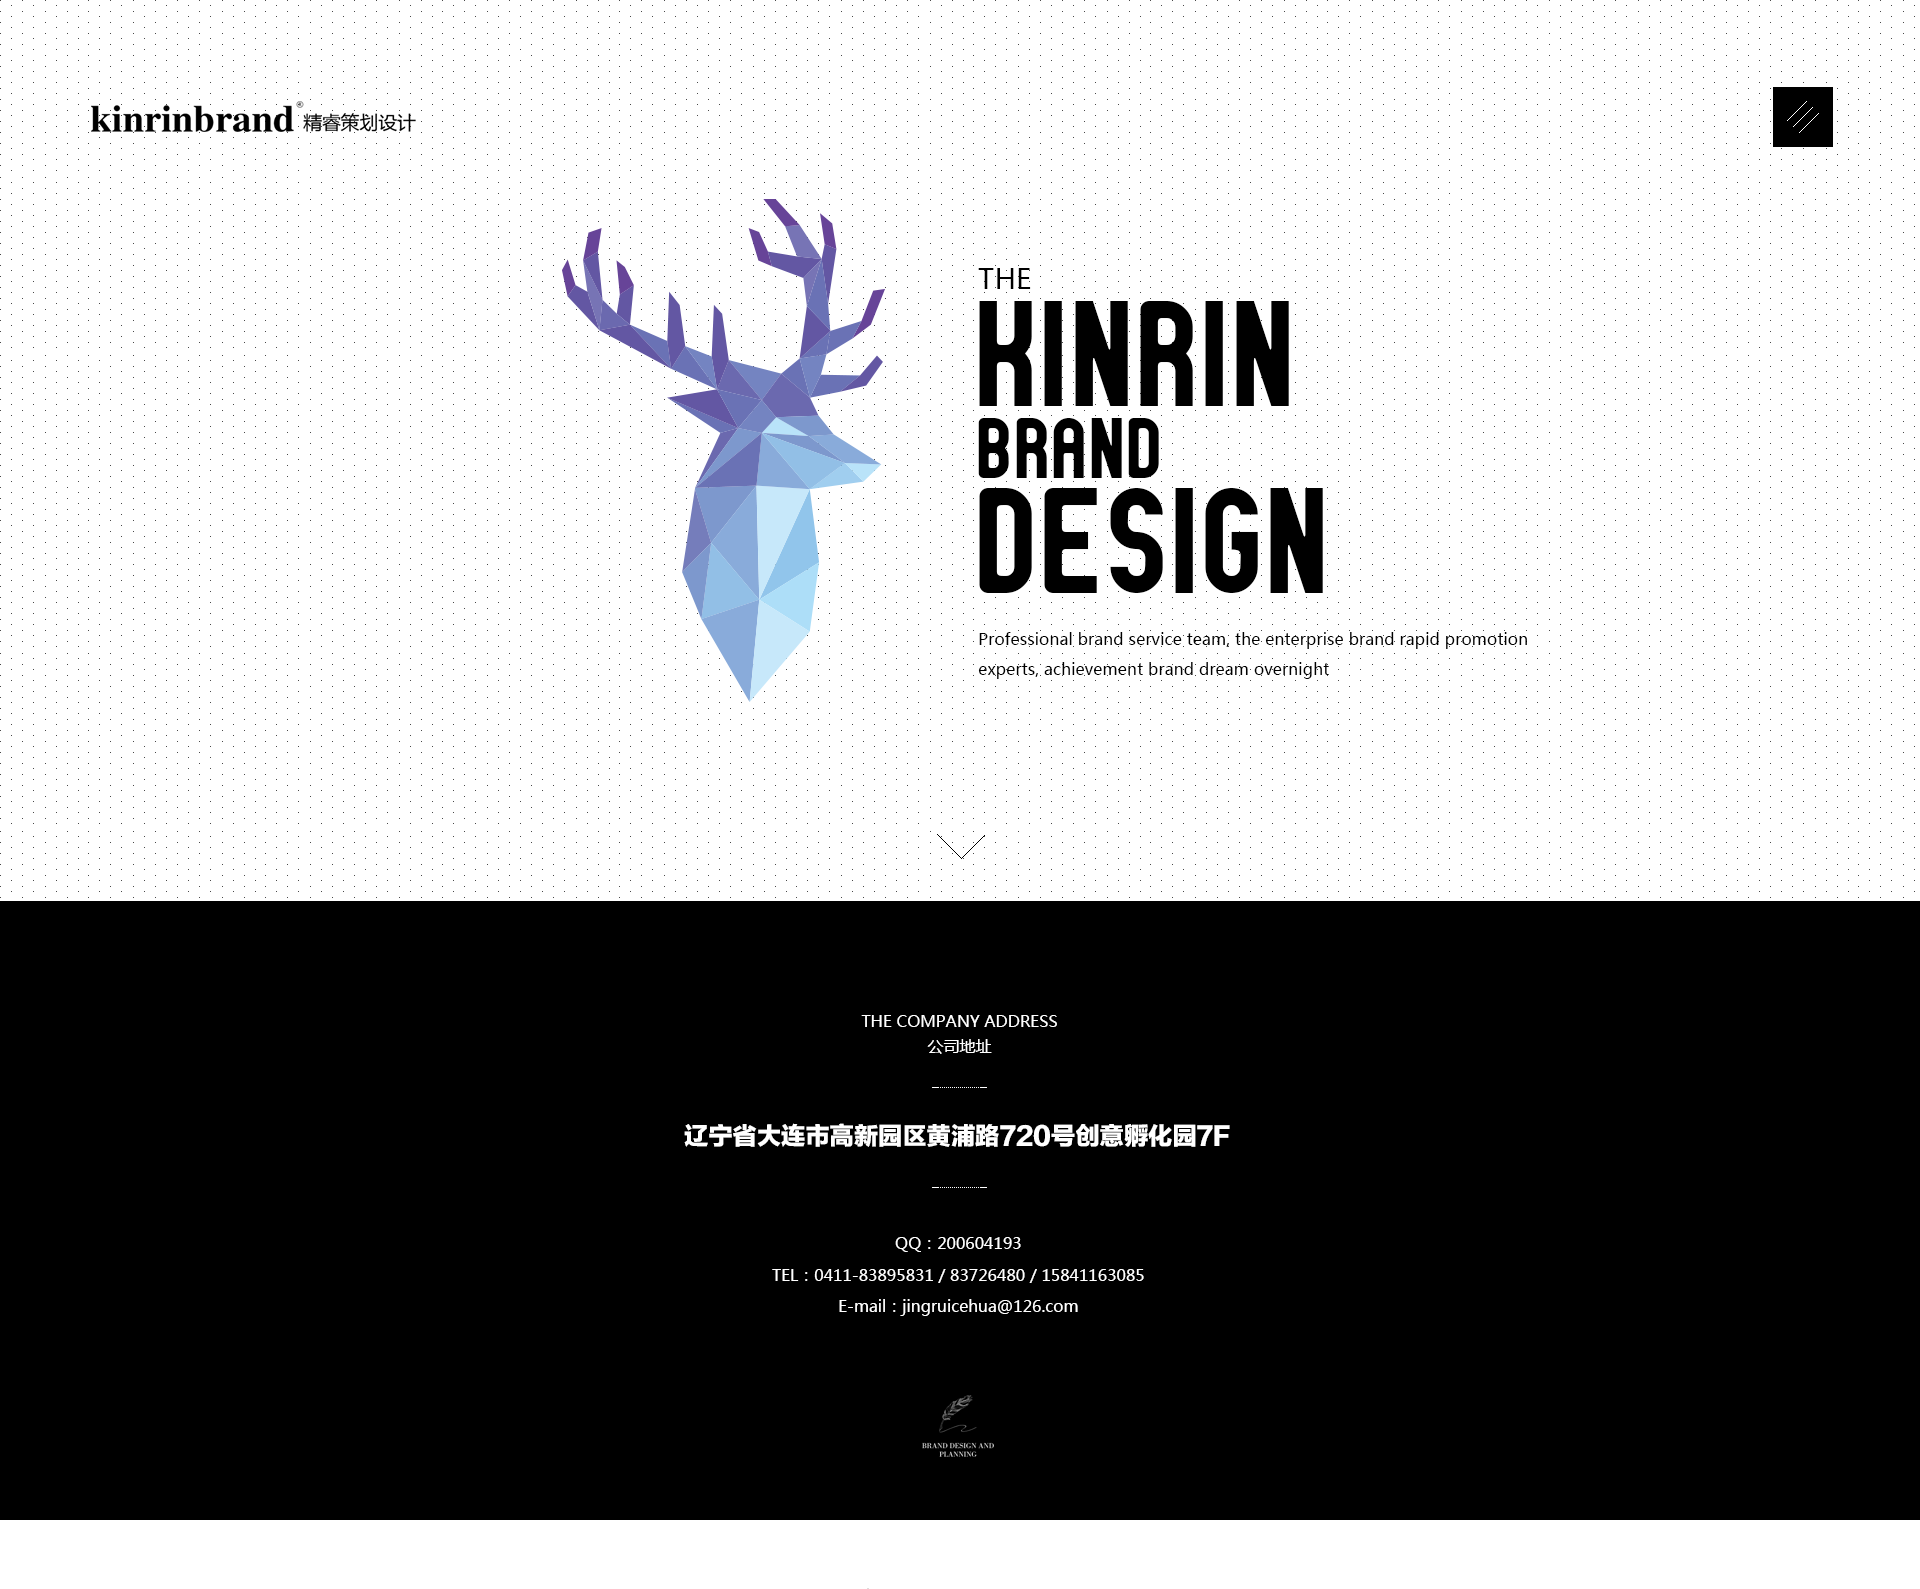 kinrinbrand® 精睿策划设计
THE
KINRIN
BRAND
DESIGN
Professional brand service team, the enterprise brand rapid promotion
experts, achievement brand dream overnight
THE COMPANY ADDRESS
公司地址
辽宁省大连市高新园区黄浦路720号创意孵化园7F
QQ : 200604193
TEL : 0411-83895831 / 83726480 / 15841163085
E-mail : jingruicehua@126.com
BRAND DESIGN AND
PLANNING